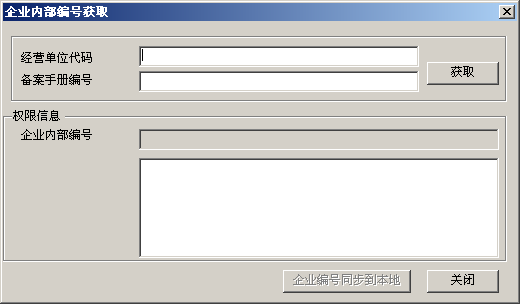 企业内部编号获取
经营单位代码
备案手册编号
获取
权限信息
企业内部编号
企业编号同步到本地
关闭